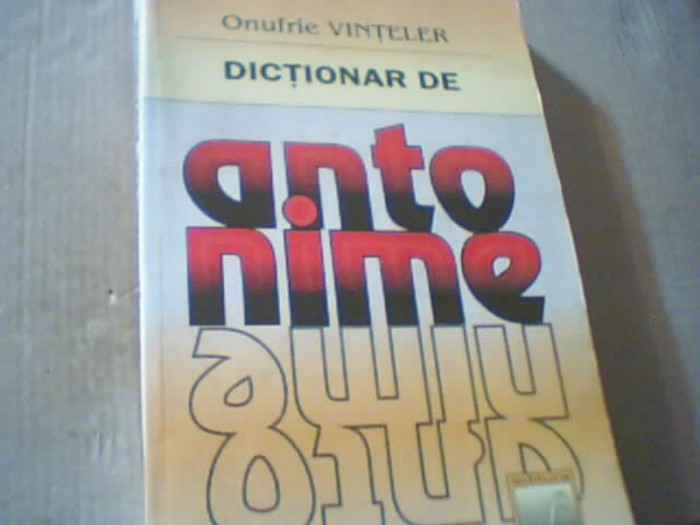 Onufrie VINȚELER
DICȚIONAR DE
anto
nime